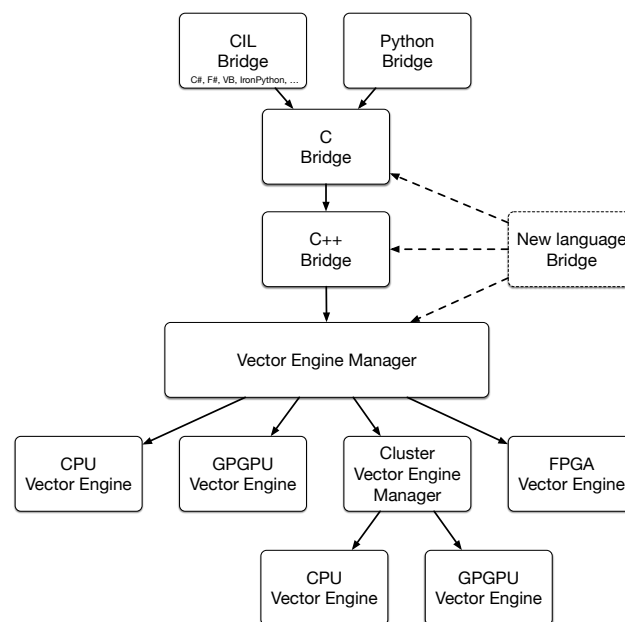 CIL
Bridge
C#, F#, VB, IronPython, ...
Python
Bridge
C
Bridge
C++
Bridge
New language
Bridge
Vector Engine Manager
CPU
Vector Engine
GPGPU
Vector Engine
Cluster
Vector Engine
Manager
FPGA
Vector Engine
CPU
Vector Engine
GPGPU
Vector Engine